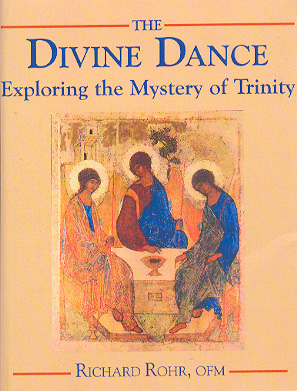 THE
DIVINE DANCE
Exploring the Mystery of Trinity
RICHARD ROHR, OFM